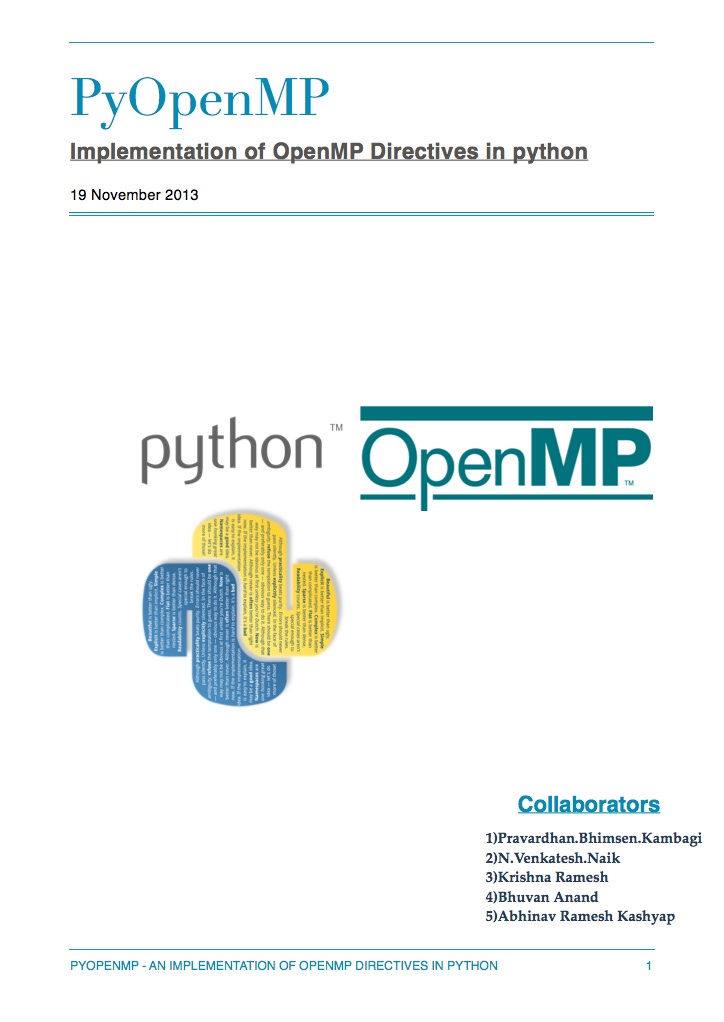 PyOpenMP
Implementation of OpenMP Directives in python
19 November 2013
python™
OpenMP™
Collaborators
1)Pravardhan.Bhimsen.Kambagi
2)N.Venkatesh.Naik
3)Krishna Ramesh
4)Bhuvan Anand
5)Abhinav Ramesh Kashyap
PYOPENMP - AN IMPLEMENTATION OF OPENMP DIRECTIVES IN PYTHON 1